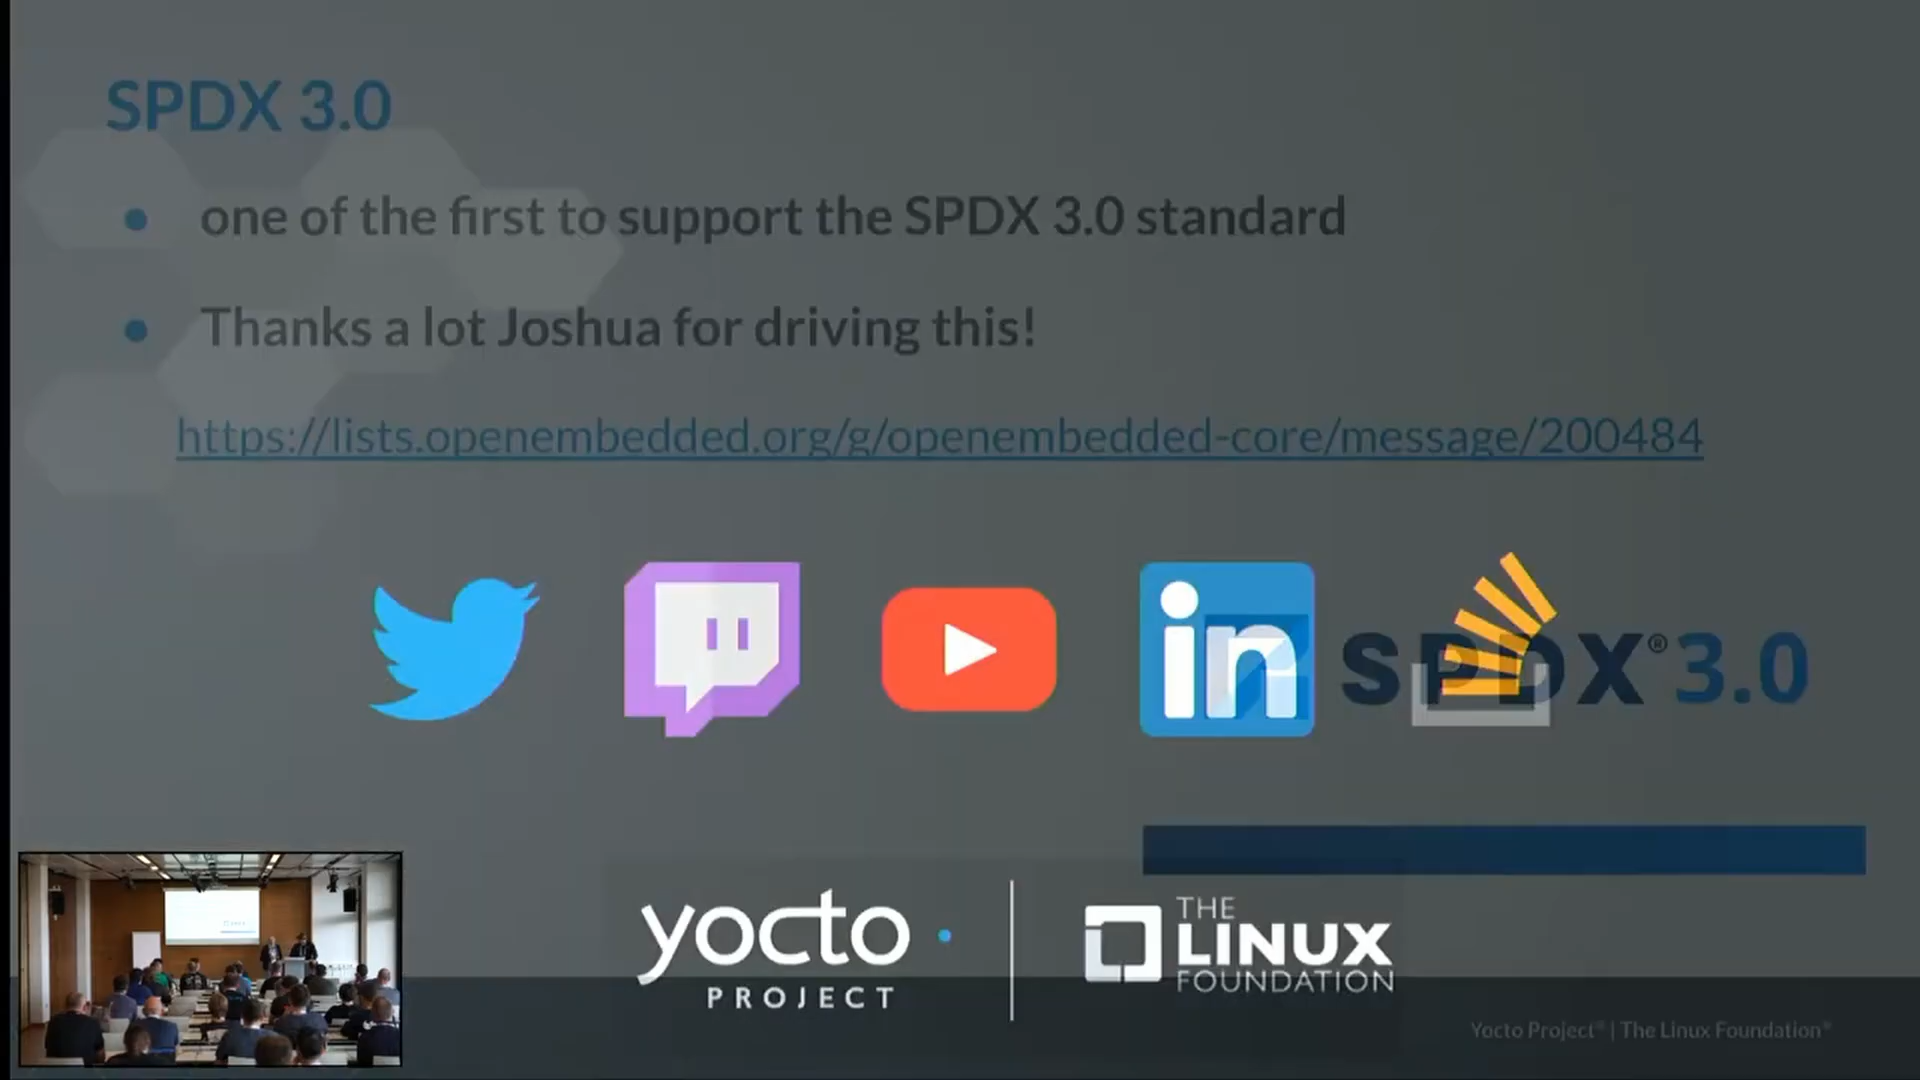 SPDX 3.0
one of the first to support the SPDX 3.0 standard
Thanks a lot Joshua for driving this!
https://lists.openembedded.org/g/openembedded-core/message/200484
in
SPDX® 3.0
yocto
PROJECT
THE
LINUX
FOUNDATION
Yocto Project® | The Linux Foundation®